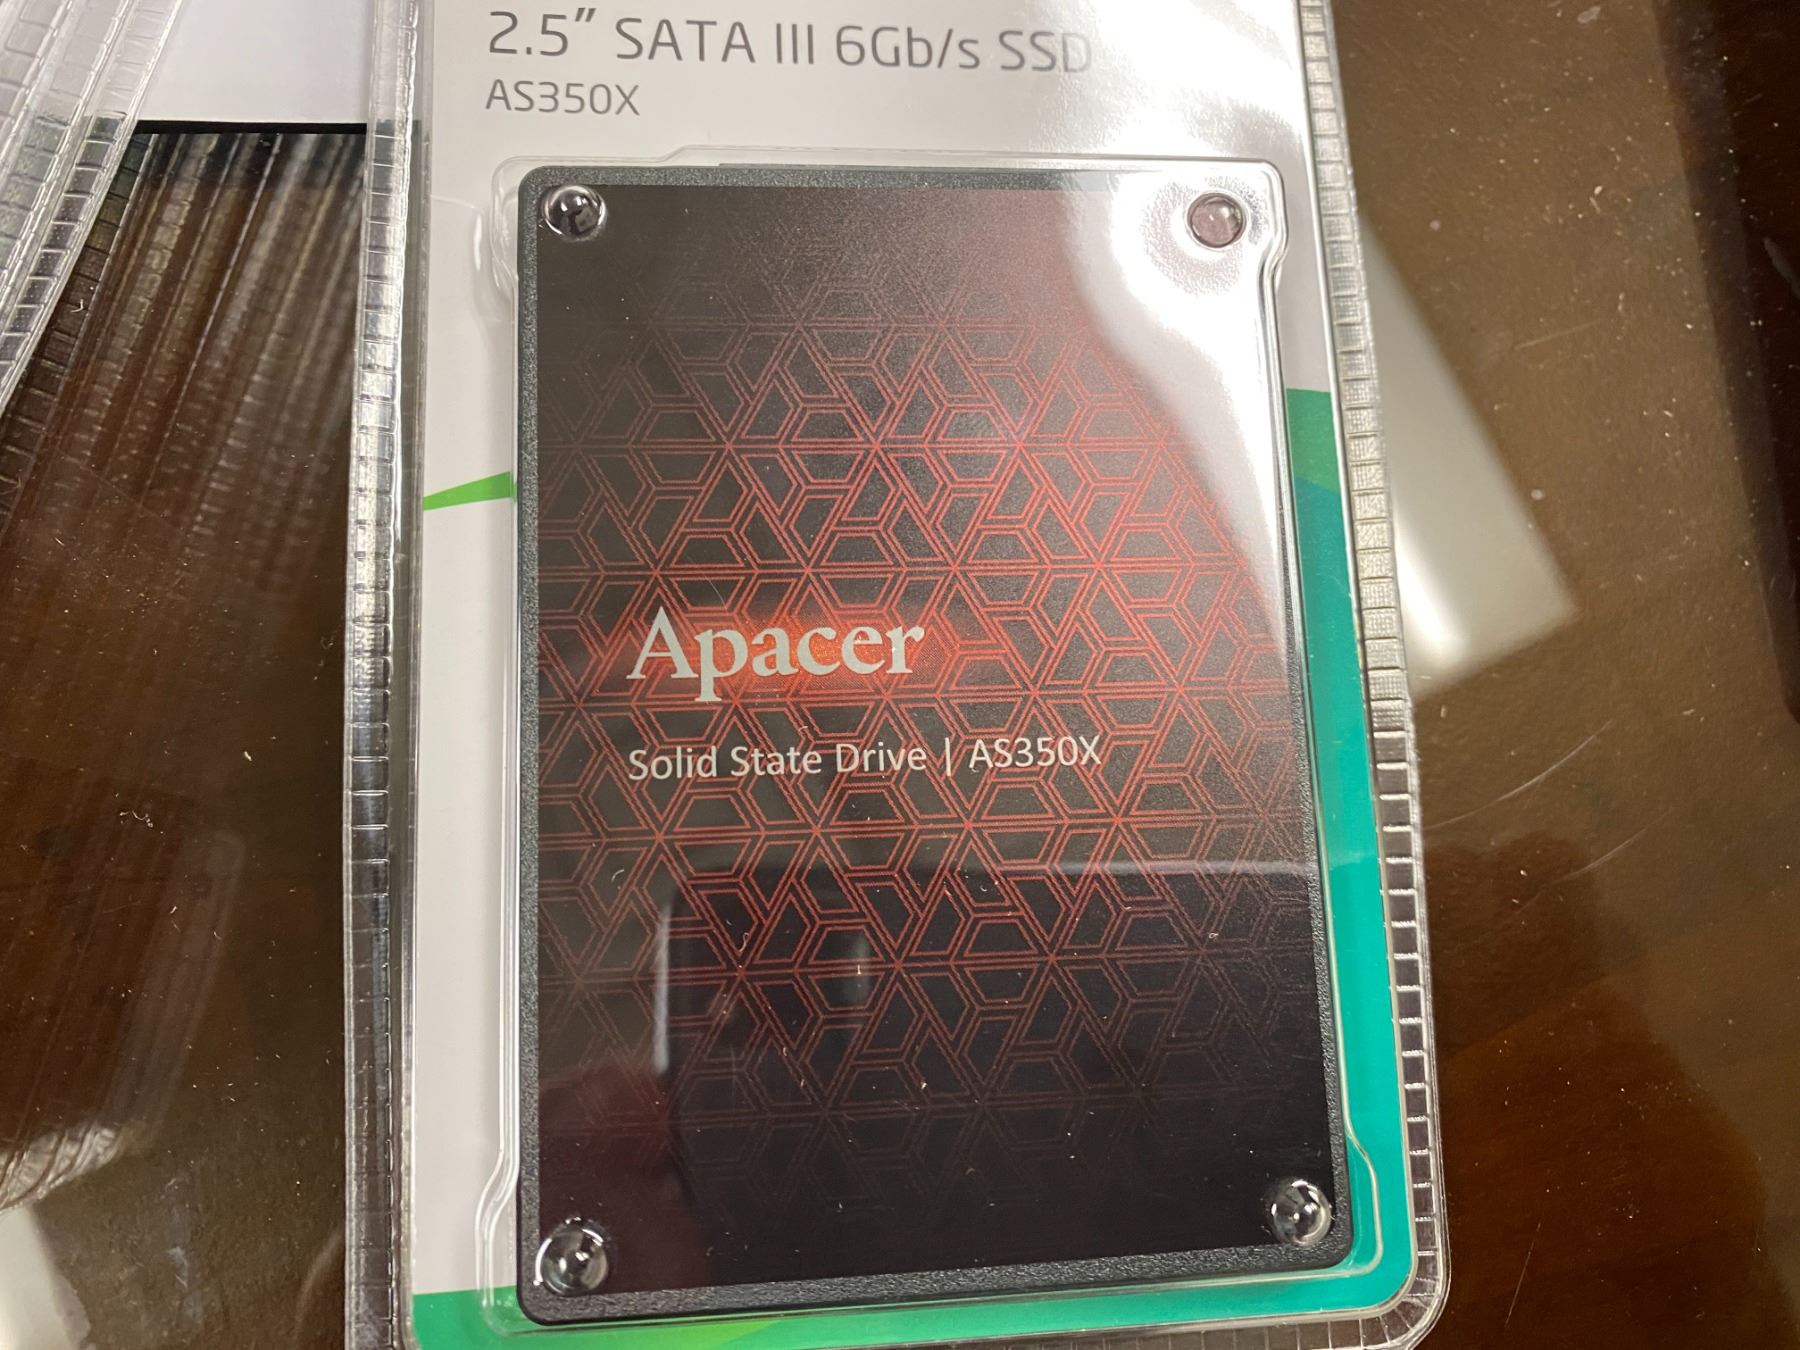 2.5" SATA III 6Gb/s SSD
AS350X
Apacer
Solid State Drive | AS350X